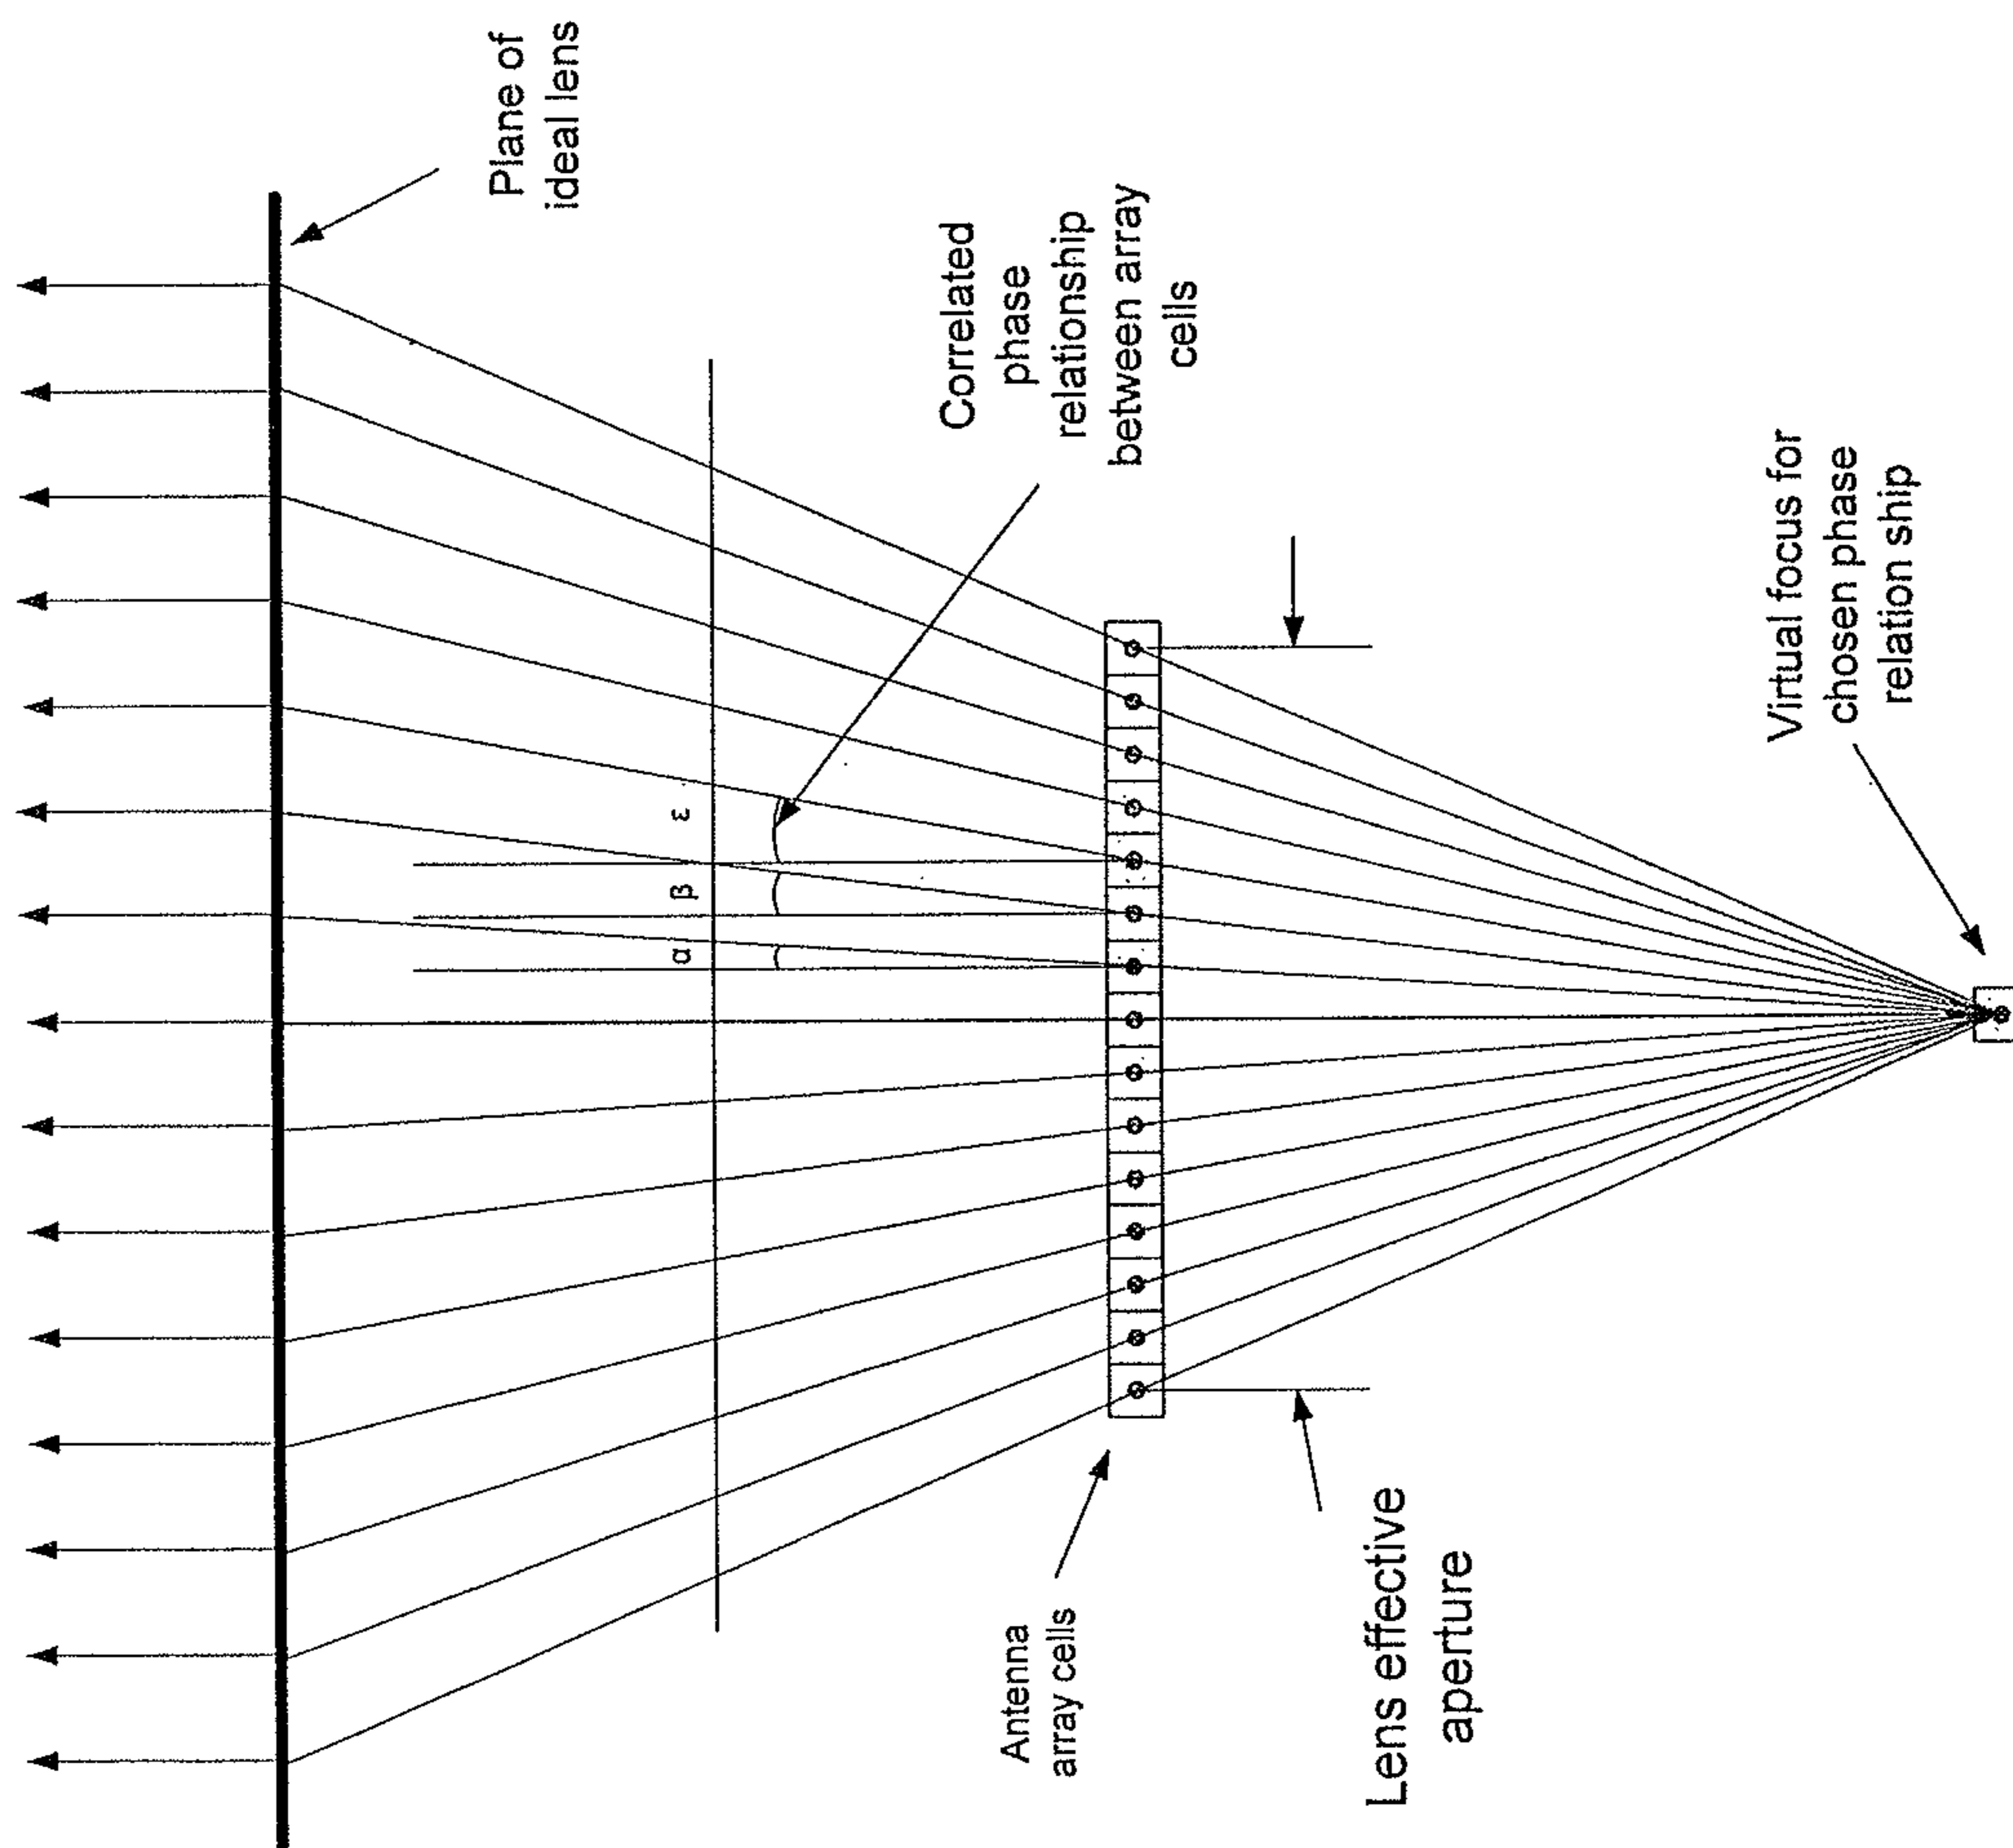 Plane of
ideal lens
Correlated
phase
relationship
between array
cells
ε
β
α
Virtual focus for
chosen phase
relation ship
Antenna
array cells
Lens effective
aperture